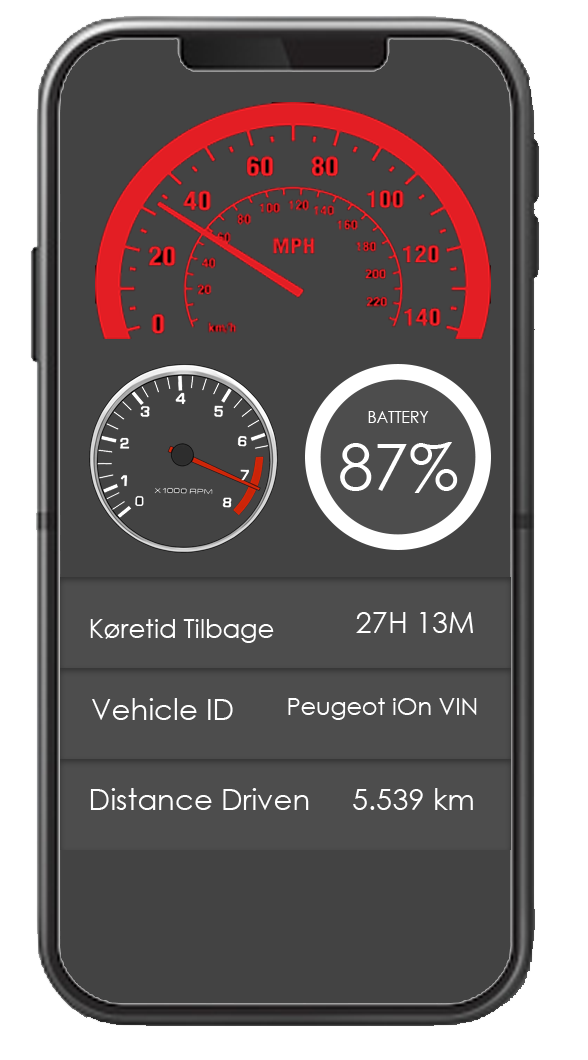 60 80
40 100
100 120 140
80 160
60 MPH 180
20 40 120
200
20 220
0 km/h 140
4
3 5
2 6
7
1 X1000 RPM
0 8
BATTERY
87%
Køretid Tilbage 27H 13M
Vehicle ID Peugeot iOn VIN
Distance Driven 5.539 km